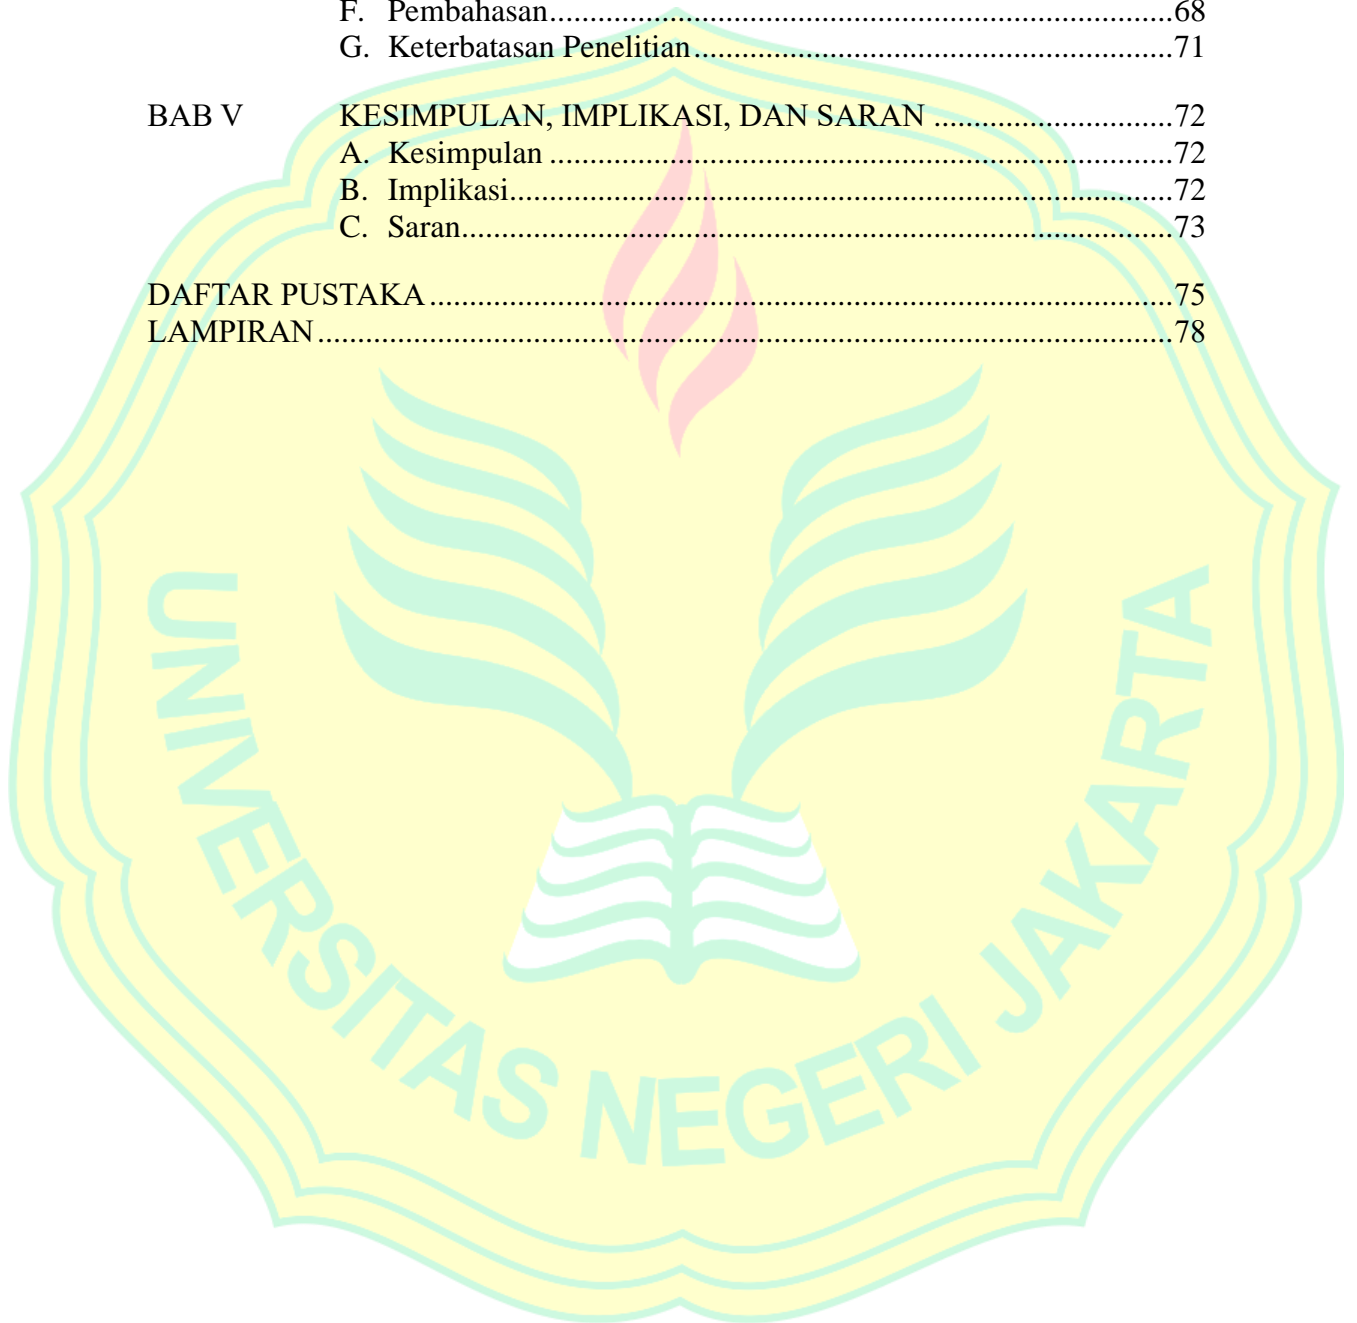 F. Pembahasan...............................................................................68
G. Keterbatasan Penelitian.............................................................71
BAB V KESIMPULAN, IMPLIKASI, DAN SARAN ..............................72
A. Kesimpulan ...............................................................................72
B. Implikasi....................................................................................72
C. Saran..........................................................................................73
DAFTAR PUSTAKA..............................................................................................75
LAMPIRAN............................................................................................................78
UNIVERSITAS NEGERI JAKARTA